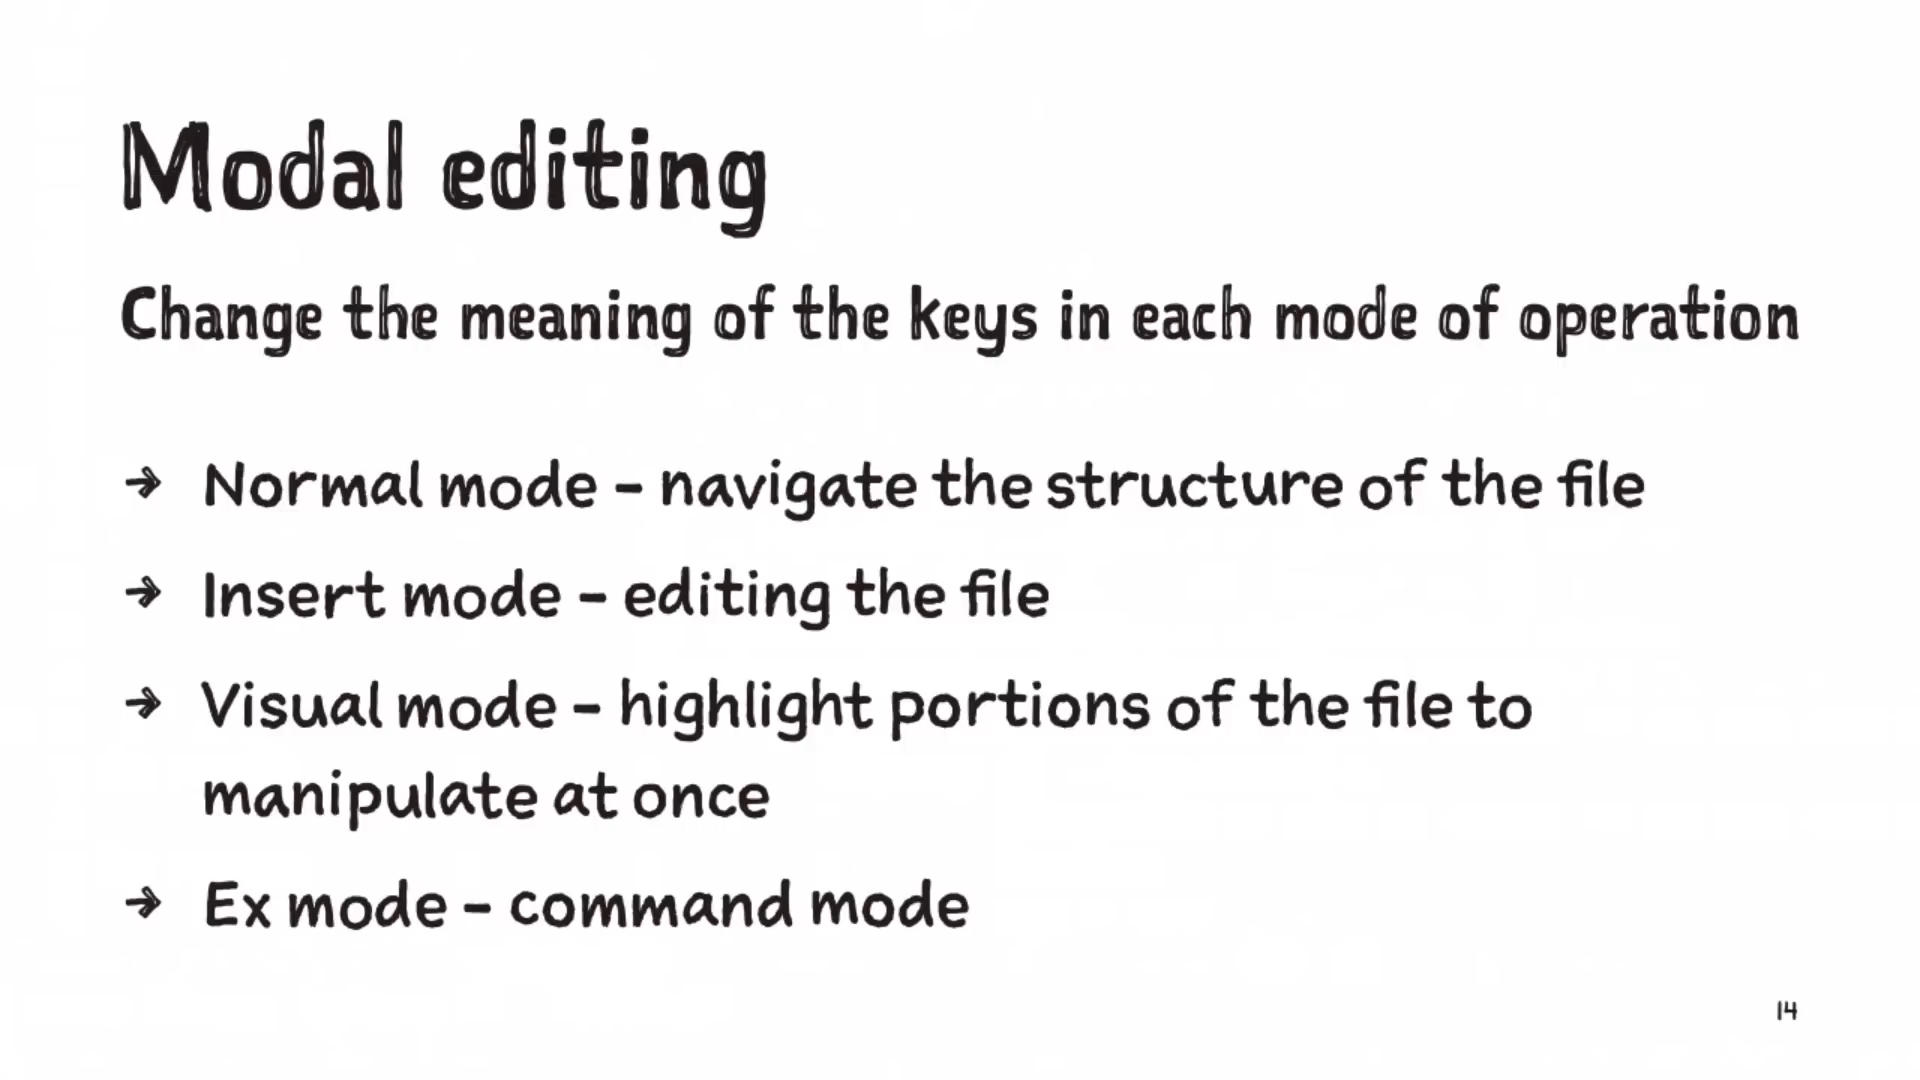 Modal editing
Change the meaning of the keys in each mode of operation
→ Normal mode – navigate the structure of the file
→ Insert mode – editing the file
→ Visual mode – highlight portions of the file to
manipulate at once
→ Ex mode – command mode
14